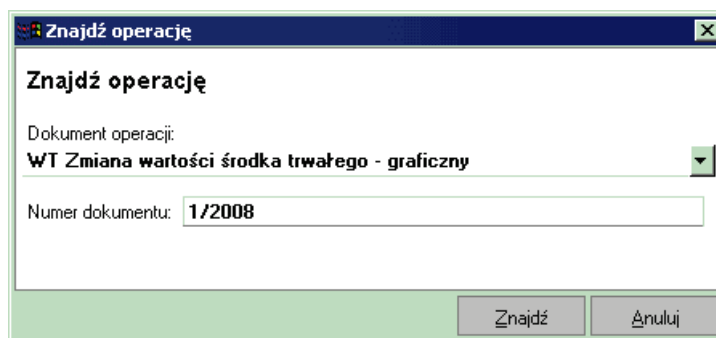 Znajdź operację
Znajdź operację
Dokument operacji:
WT Zmiana wartości środka trwałego - graficzny
Numer dokumentu: 1/2008
Znajdź Anuluj